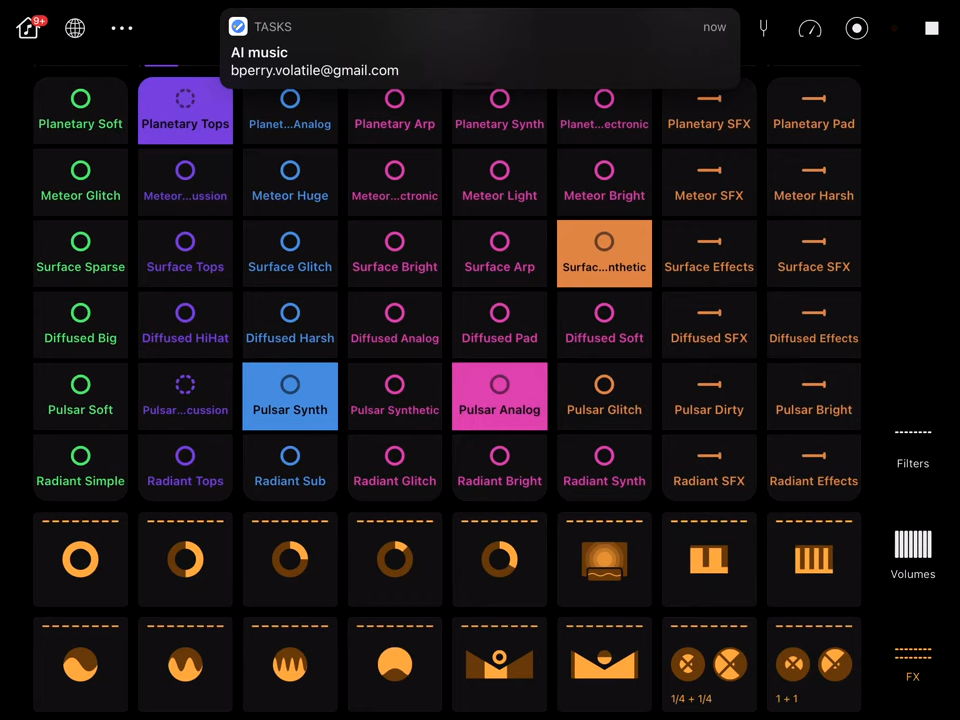 9+
TASKS
now
AI music
bperry.volatile@gmail.com
Planetary Soft
Planetary Tops
Planet...Analog
Planetary Arp
Planetary Synth
Planet...ectronic
Planetary SFX
Planetary Pad
Meteor Glitch
Meteor...ussion
Meteor Huge
Meteor...ctronic
Meteor Light
Meteor Bright
Meteor SFX
Meteor Harsh
Surface Sparse
Surface Tops
Surface Glitch
Surface Bright
Surface Arp
Surfac...nthetic
Surface Effects
Surface SFX
Diffused Big
Diffused HiHat
Diffused Harsh
Diffused Analog
Diffused Pad
Diffused Soft
Diffused SFX
Diffused Effects
Pulsar Soft
Pulsar...cussion
Pulsar Synth
Pulsar Synthetic
Pulsar Analog
Pulsar Glitch
Pulsar Dirty
Pulsar Bright
Radiant Simple
Radiant Tops
Radiant Sub
Radiant Glitch
Radiant Bright
Radiant Synth
Radiant SFX
Radiant Effects
Filters
Volumes
1/4 + 1/4
1 + 1
FX